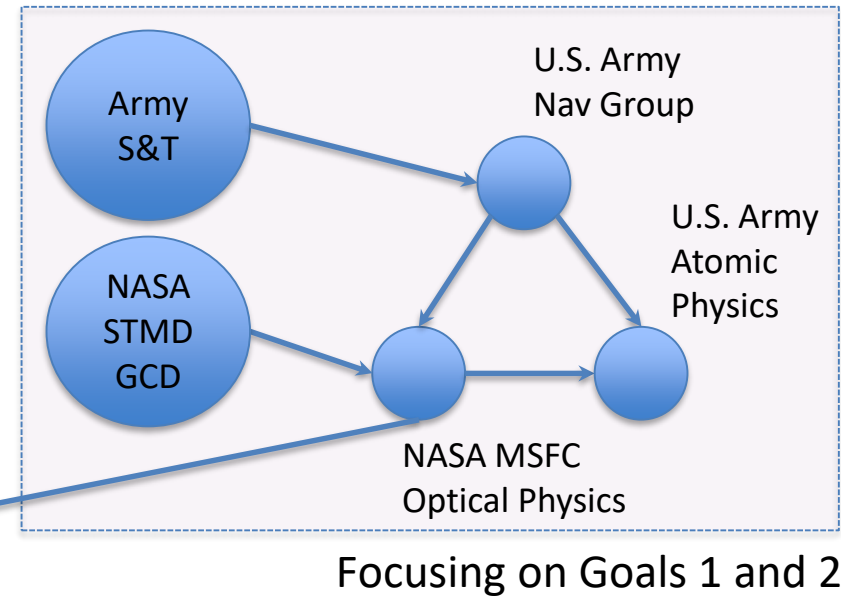 Army
S&T
U.S. Army
Nav Group
U.S. Army
Atomic
Physics
NASA
STMD
GCD
NASA MSFC
Optical Physics
Focusing on Goals 1 and 2